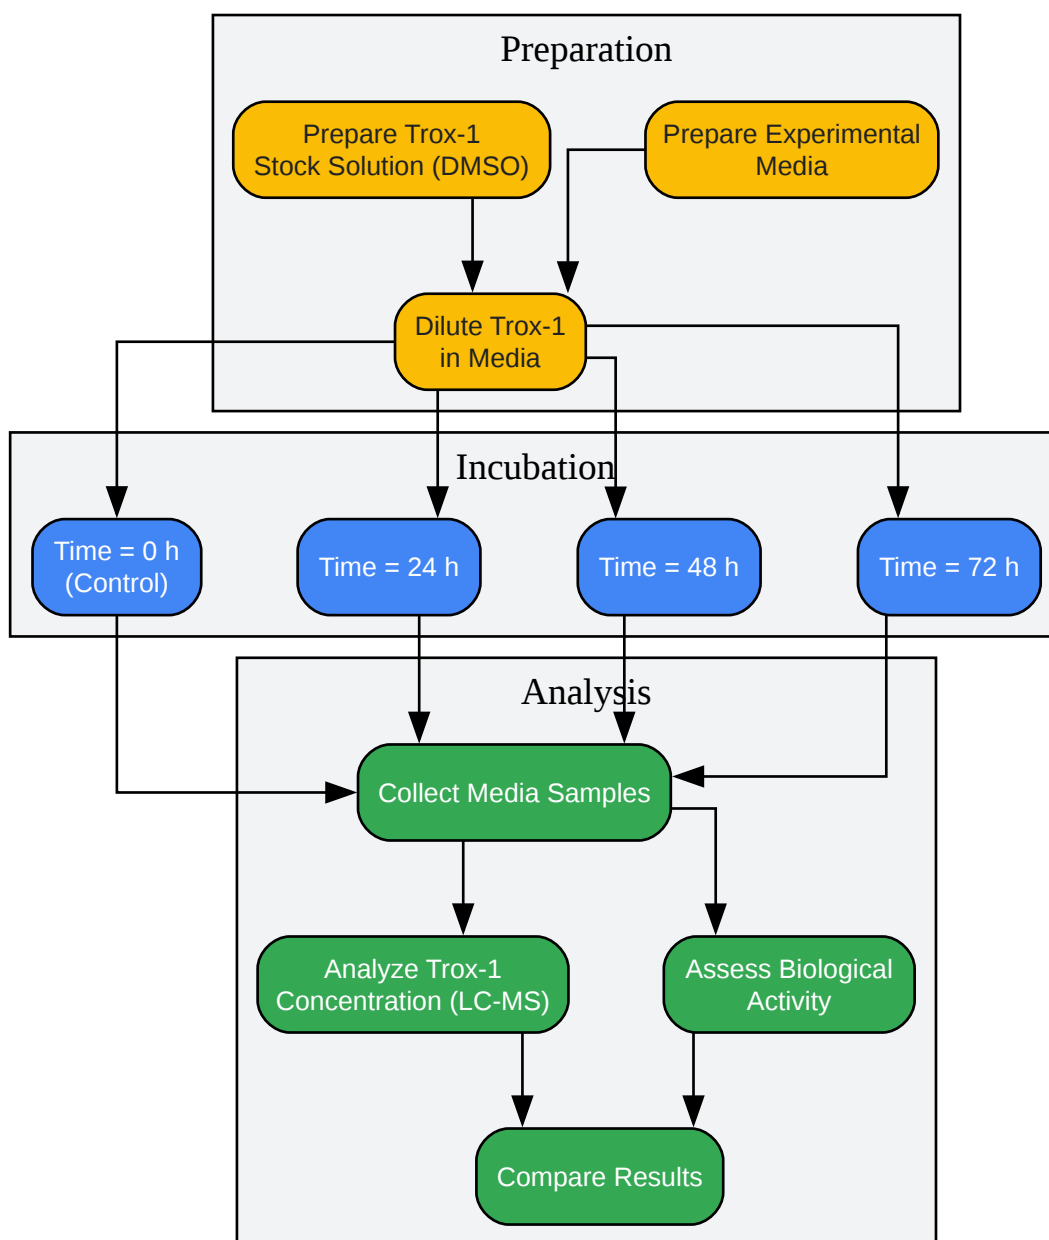 Preparation
Prepare Trox-1
Stock Solution (DMSO)
Prepare Experimental
Media
Dilute Trox-1
in Media
Incubation
Time = 0 h
(Control)
Time = 24 h
Time = 48 h
Time = 72 h
Analysis
Collect Media Samples
Analyze Trox-1
Concentration (LC-MS)
Assess Biological
Activity
Compare Results